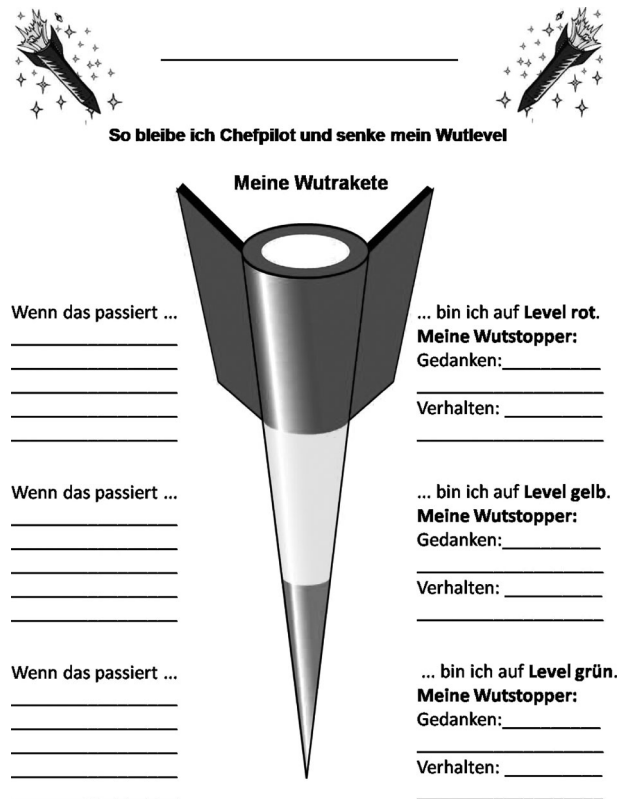 So bleibe ich Chefpilot und senke mein Wutlevel
Meine Wutrakete
Wenn das passiert ...
... bin ich auf Level rot.
Meine Wutstopper:
Gedanken:
Verhalten:
Wenn das passiert ...
... bin ich auf Level gelb.
Meine Wutstopper:
Gedanken:
Verhalten:
Wenn das passiert ...
... bin ich auf Level grün.
Meine Wutstopper:
Gedanken:
Verhalten: